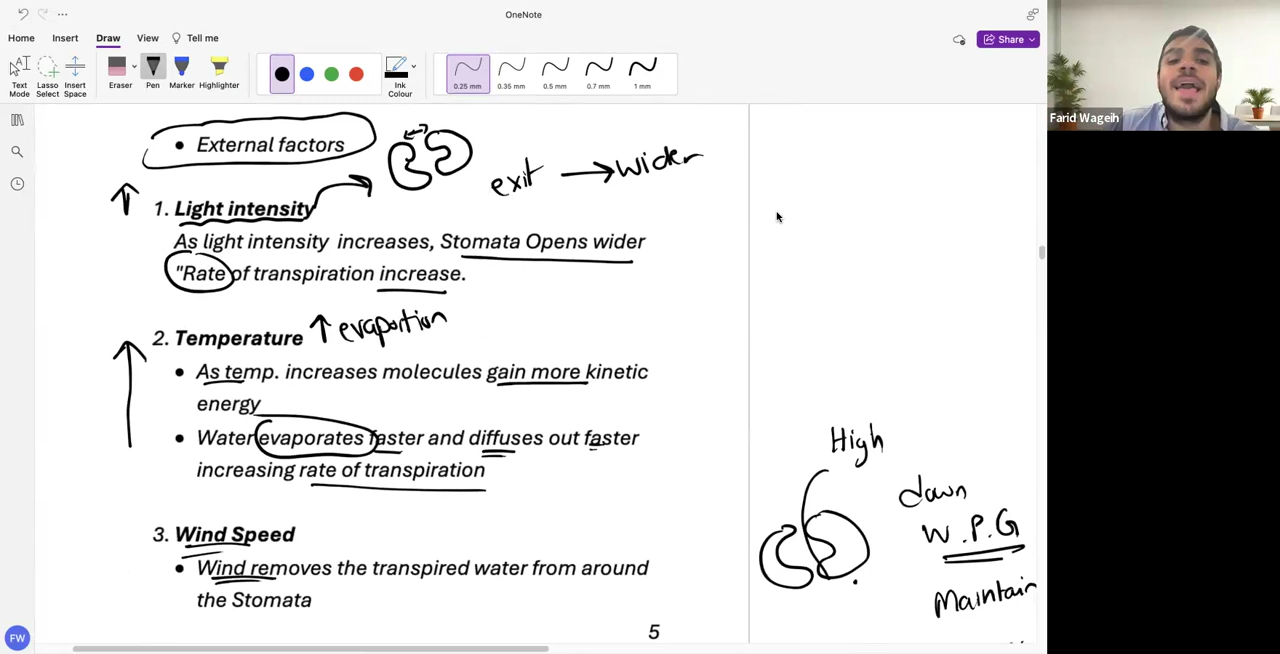 OneNote
Home Insert Draw View Tell me
Share
Text Mode
Lasso Select
Insert Space
Eraser
Pen
Marker
Highlighter
Ink Colour
0.25 mm
0.35 mm
0.5 mm
0.7 mm
1 mm
Farid Wageih
• External factors
exit → wider
1. Light intensity
As light intensity increases, Stomata Opens wider
"Rate of transpiration increase.
2. Temperature ↑ evaportion
• As temp. increases molecules gain more kinetic
energy
• Water evaporates faster and diffuses out faster
increasing rate of transpiration
3. Wind Speed
• Wind removes the transpired water from around
the Stomata
5
High
down
W.P.G
Maintain
FW